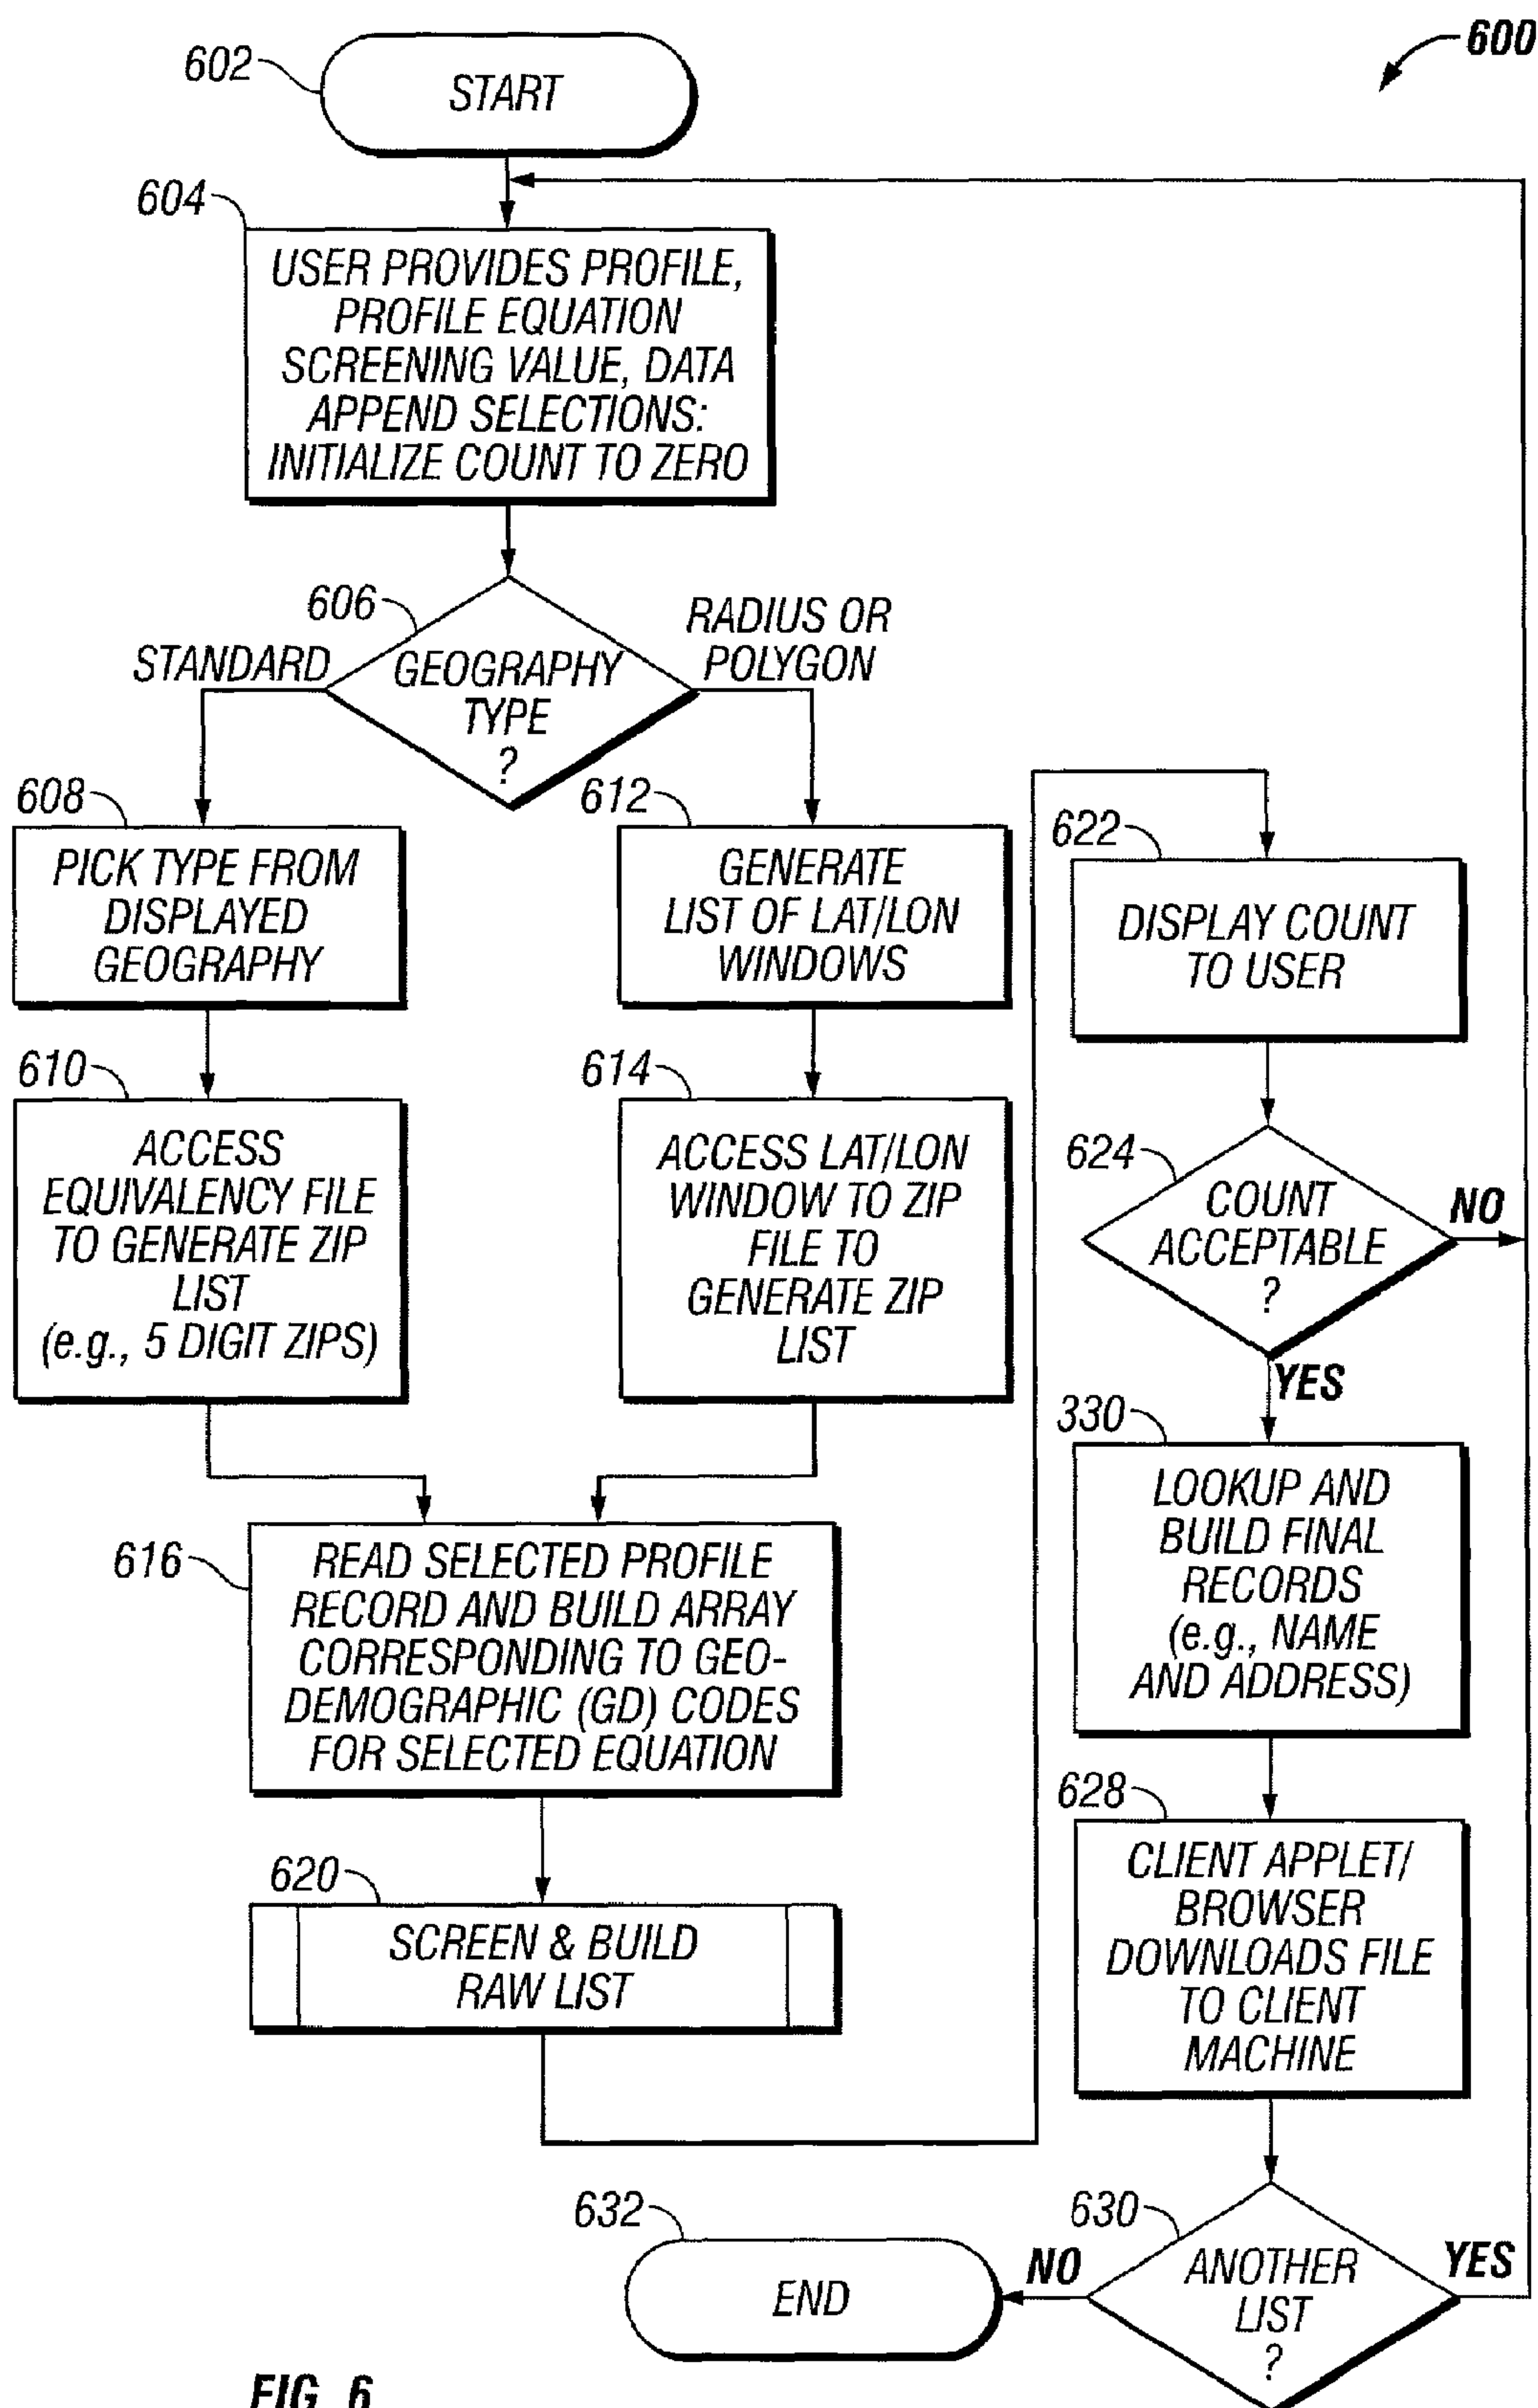 600
602
START
604
USER PROVIDES PROFILE,
PROFILE EQUATION
SCREENING VALUE, DATA
APPEND SELECTIONS:
INITIALIZE COUNT TO ZERO
606
GEOGRAPHY
TYPE
?
STANDARD
RADIUS OR
POLYGON
608
PICK TYPE FROM
DISPLAYED
GEOGRAPHY
612
GENERATE
LIST OF LAT/LON
WINDOWS
610
ACCESS
EQUIVALENCY FILE
TO GENERATE ZIP
LIST
(e.g., 5 DIGIT ZIPS)
614
ACCESS LAT/LON
WINDOW TO ZIP
FILE TO
GENERATE ZIP
LIST
616
READ SELECTED PROFILE
RECORD AND BUILD ARRAY
CORRESPONDING TO GEO-
DEMOGRAPHIC (GD) CODES
FOR SELECTED EQUATION
620
SCREEN & BUILD
RAW LIST
622
DISPLAY COUNT
TO USER
624
COUNT
ACCEPTABLE
?
NO
YES
330
LOOKUP AND
BUILD FINAL
RECORDS
(e.g., NAME
AND ADDRESS)
628
CLIENT APPLET/
BROWSER
DOWNLOADS FILE
TO CLIENT
MACHINE
630
ANOTHER
LIST
?
YES
NO
632
END
FIG. 6